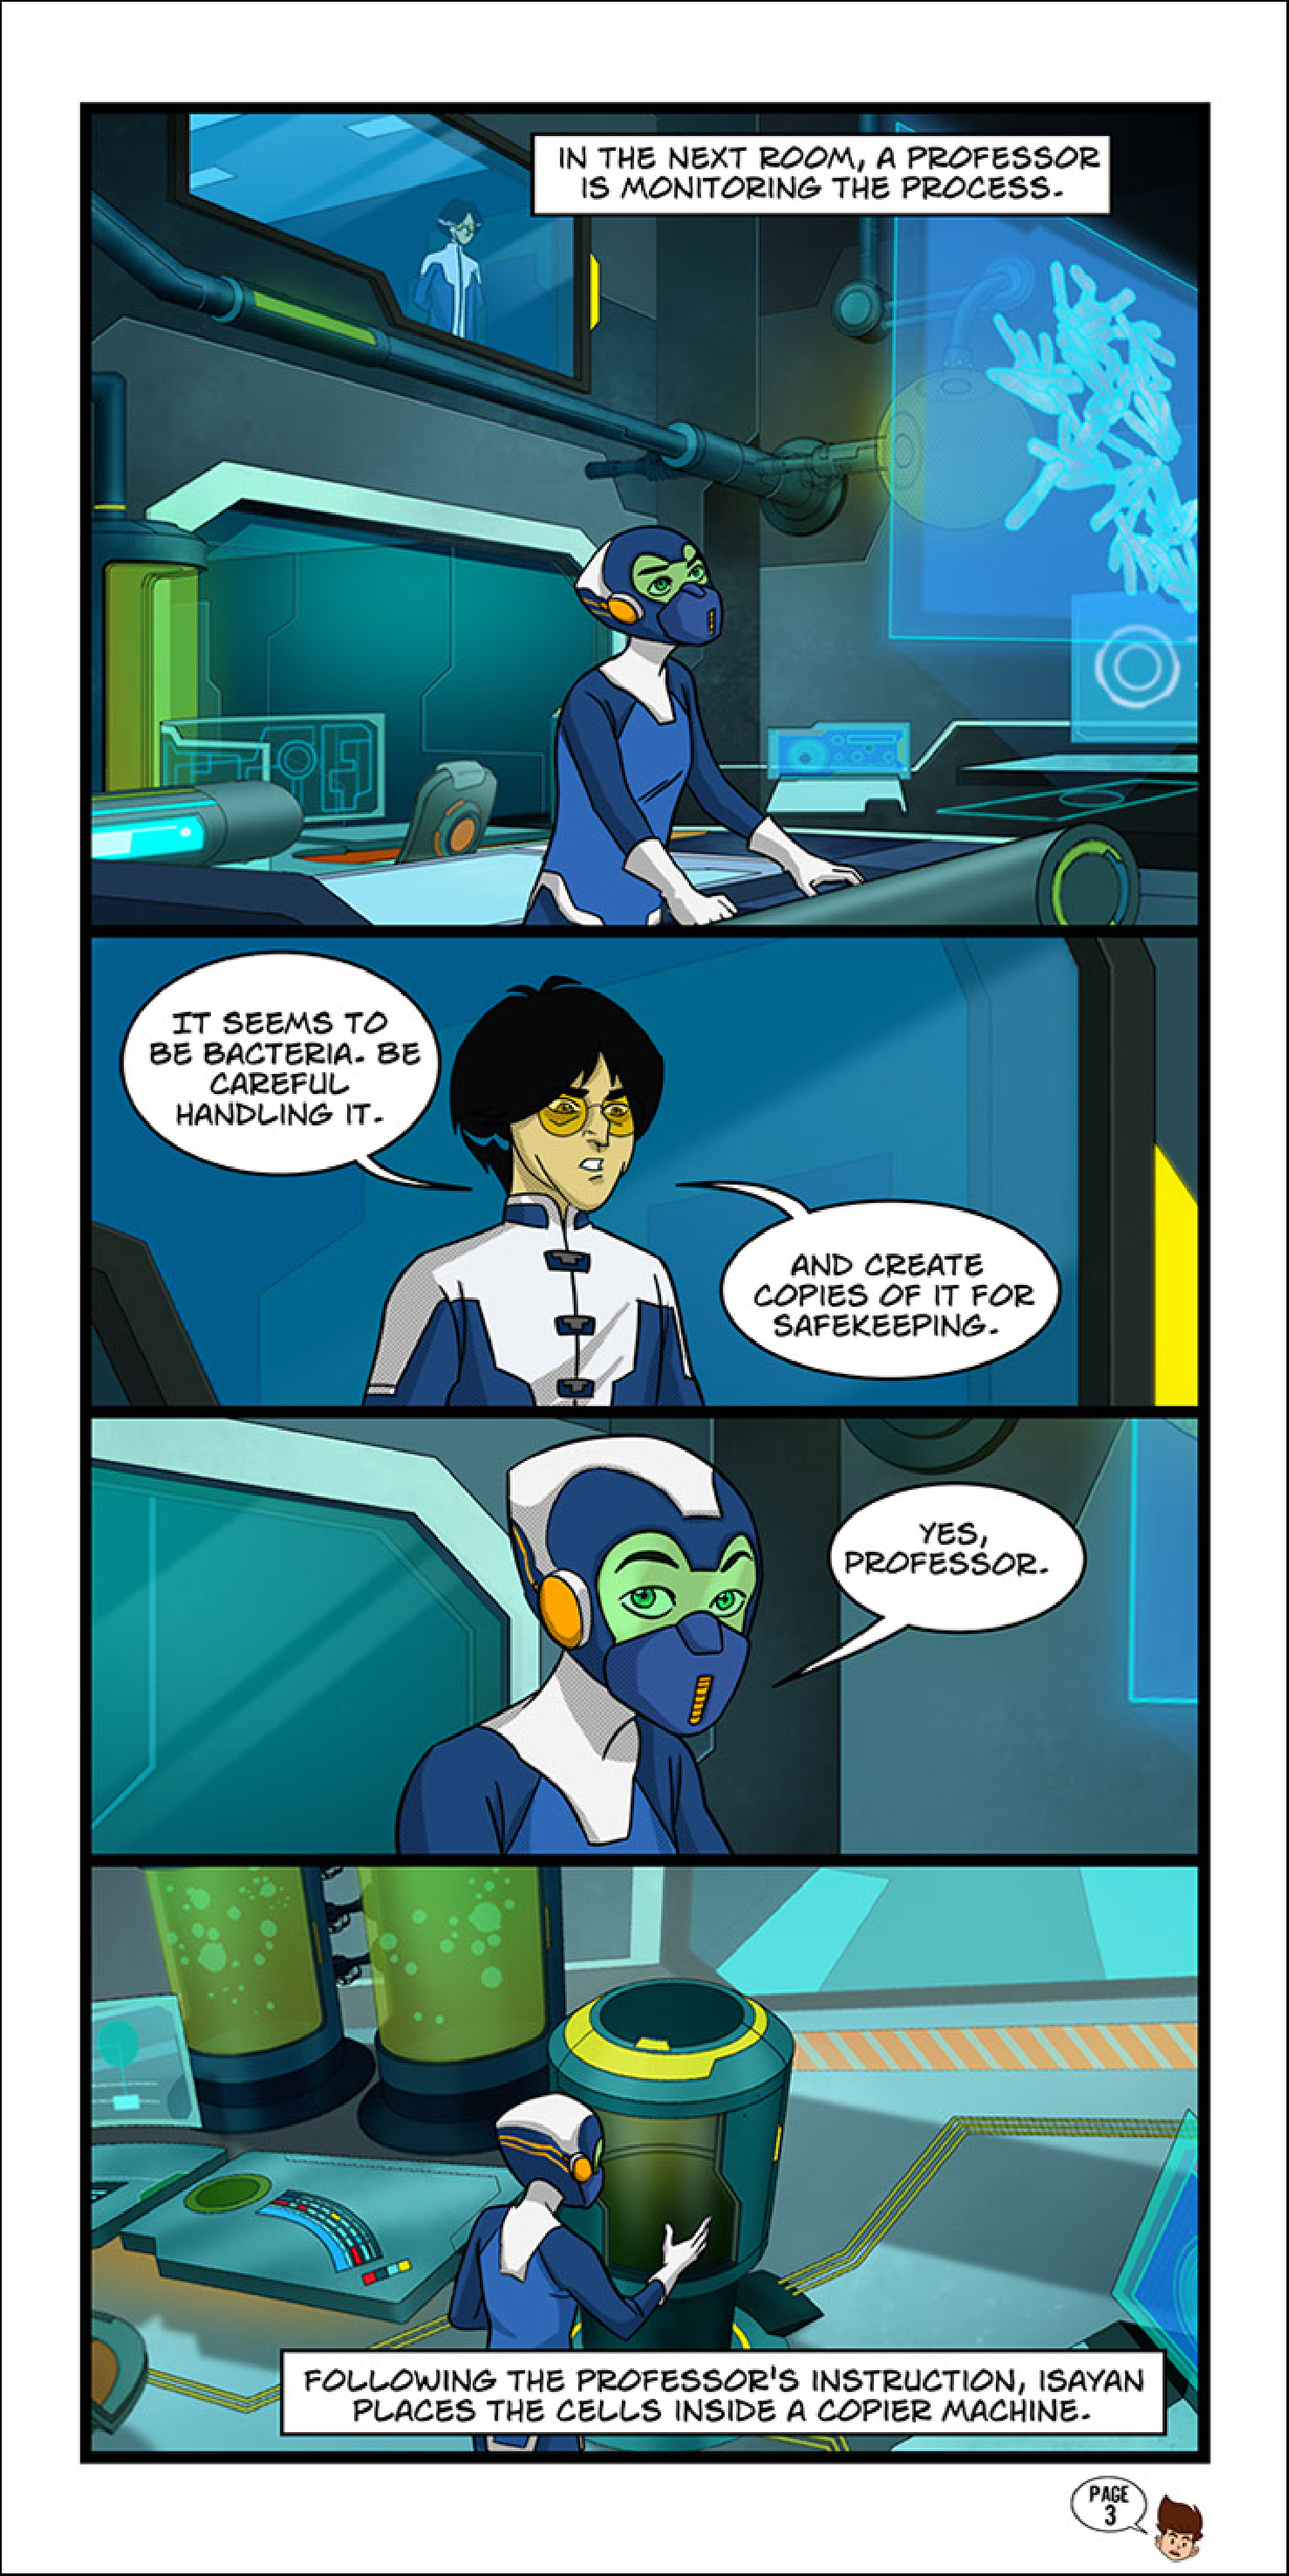 IN THE NEXT ROOM, A PROFESSOR
IS MONITORING THE PROCESS.
IT SEEMS TO
BE BACTERIA. BE
CAREFUL
HANDLING IT.
AND CREATE
COPIES OF IT FOR
SAFEKEEPING.
YES,
PROFESSOR.
FOLLOWING THE PROFESSOR'S INSTRUCTION, ISAYAN
PLACES THE CELLS INSIDE A COPIER MACHINE.
PAGE
3